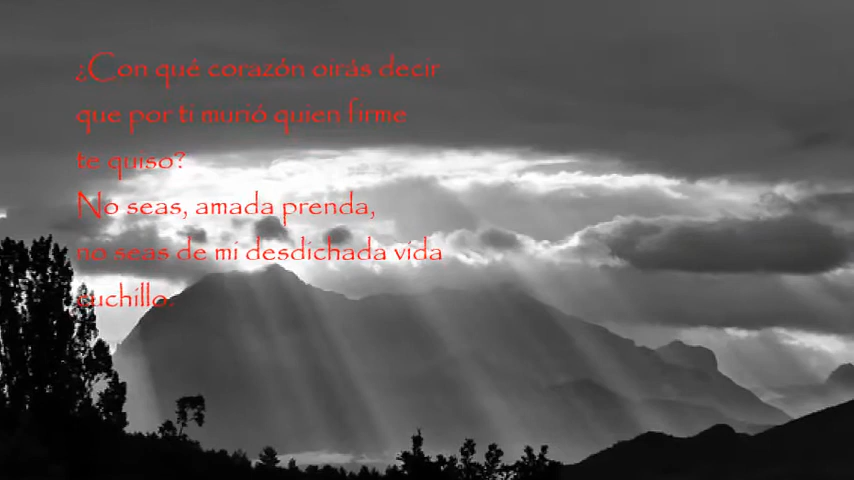 ¿Con qué corazón oirás decir
que por ti murió quien firme
te quiso?
No seas, amada prenda,
no seas de mi desdichada vida
cuchillo.